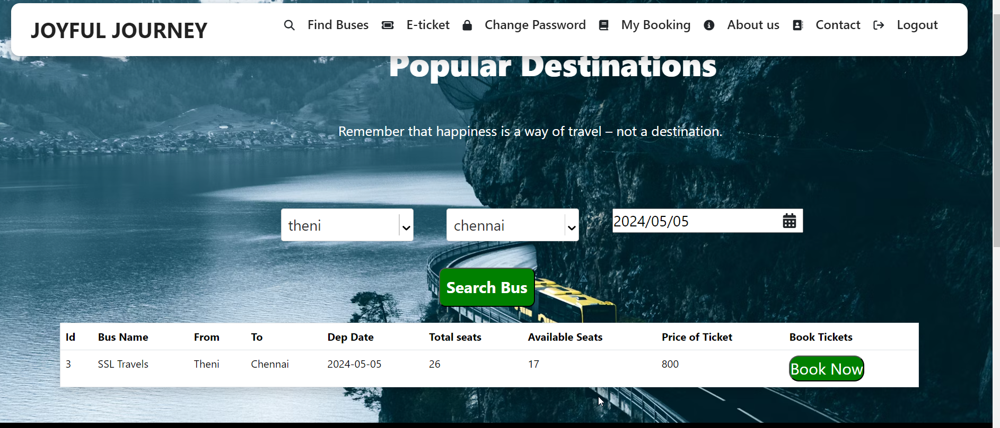 JOYFUL JOURNEY
Find Buses E-ticket Change Password My Booking About us Contact Logout
Popular Destinations
Remember that happiness is a way of travel – not a destination.
theni chennai 2024/05/05
Search Bus
Id Bus Name From To Dep Date Total seats Available Seats Price of Ticket Book Tickets
3 SSL Travels Theni Chennai 2024-05-05 26 17 800 Book Now